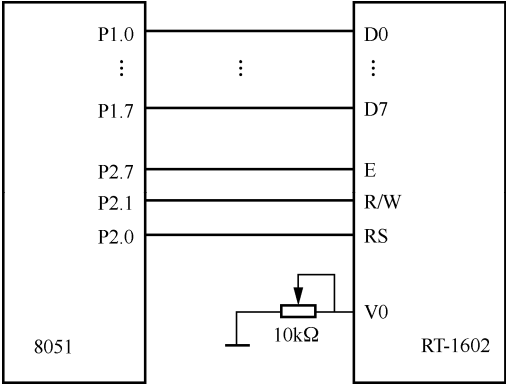 P1.0 D0
⋮ ⋮ ⋮
P1.7 D7
P2.7 E
P2.1 R/W
P2.0 RS
V0
10kΩ
8051 RT-1602